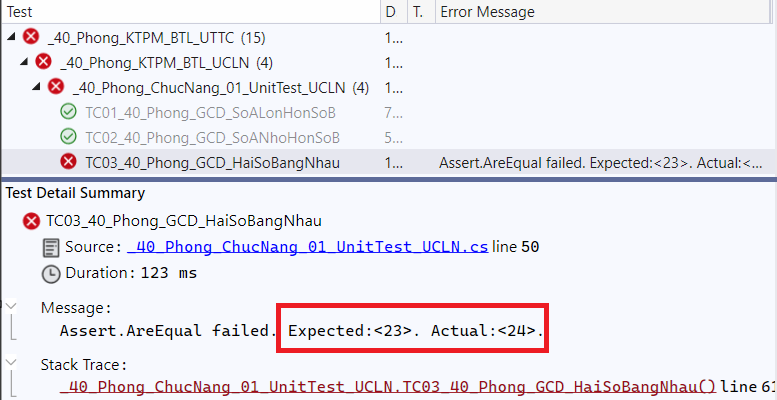 Test D T. Error Message
_40_Phong_KTPM_BTL_UTTC (15) 1...
_40_Phong_KTPM_BTL_UCLN (4) 1...
_40_Phong_ChucNang_01_UnitTest_UCLN (4) 1...
TC01_40_Phong_GCD_SoALonHonSoB 7...
TC02_40_Phong_GCD_SoANhoHonSoB 5...
TC03_40_Phong_GCD_HaiSoBangNhau 1... Assert.AreEqual failed. Expected:<23>. Actual:<...
Test Detail Summary
TC03_40_Phong_GCD_HaiSoBangNhau
Source: _40_Phong_ChucNang_01_UnitTest_UCLN.cs line 50
Duration: 123 ms
Message:
Assert.AreEqual failed. Expected:<23>. Actual:<24>.
Stack Trace:
_40_Phong_ChucNang_01_UnitTest_UCLN.TC03_40_Phong_GCD_HaiSoBangNhau() line 61